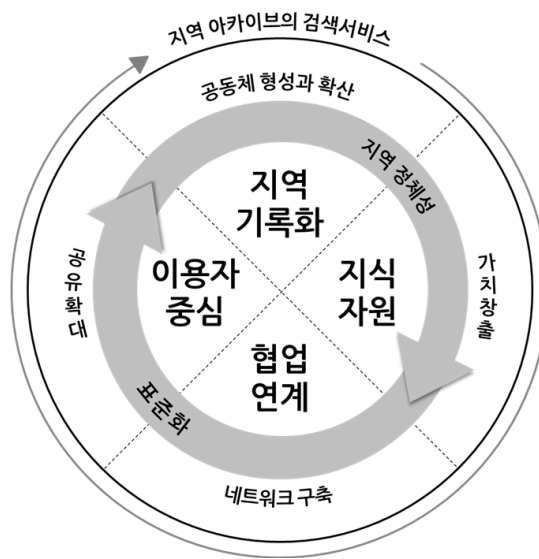 지역 아카이브의 검색서비스
공동체 형성과 확산
지역 정체성
지역
기록화
이용자
중심
지식
자원
협업
연계
공유확대
가치창출
표준화
네트워크 구축